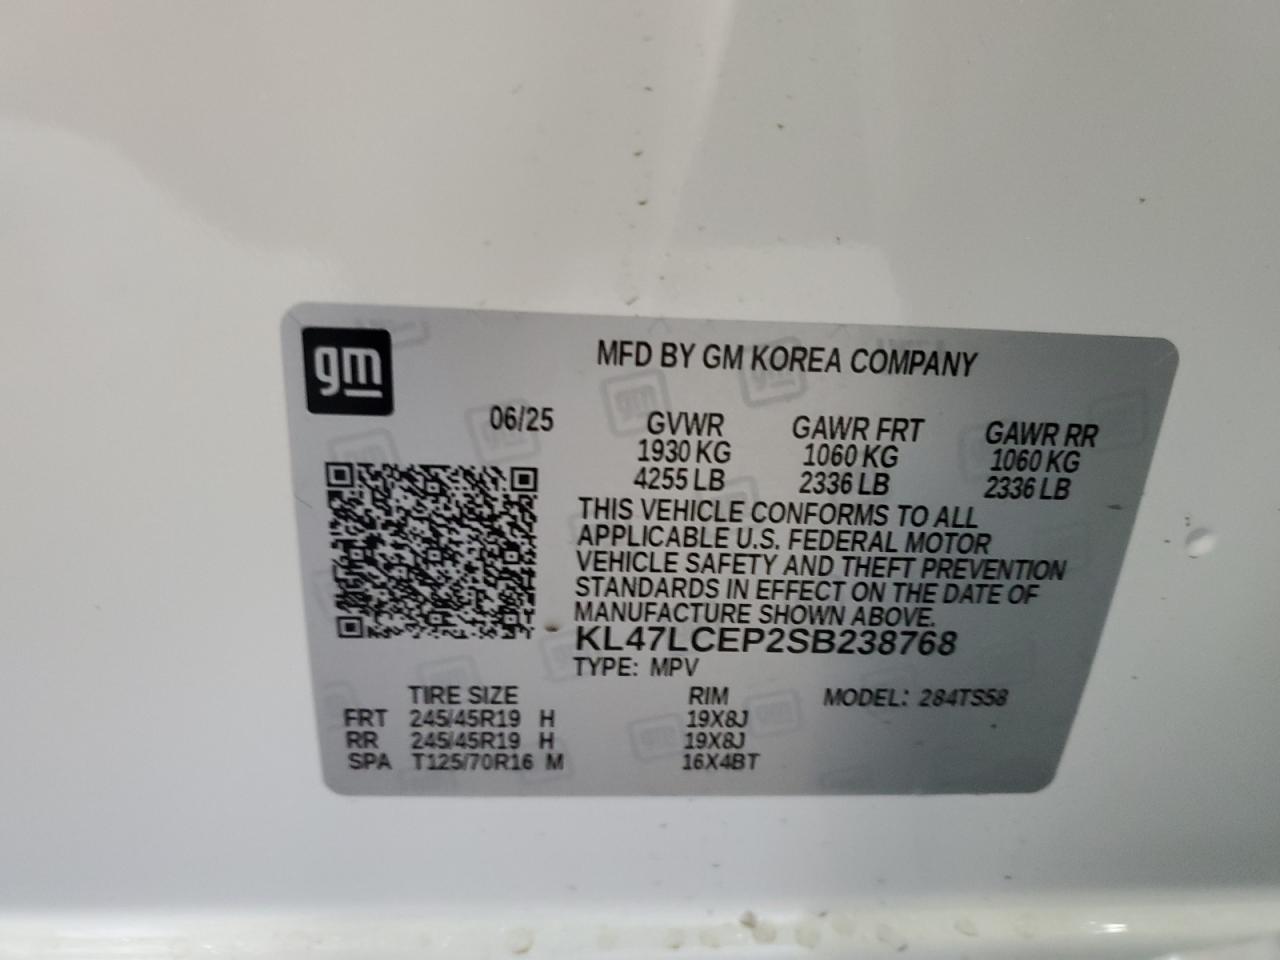 gm
MFD BY GM KOREA COMPANY
06/25 GVWR GAWR FRT GAWR RR
1930 KG 1060 KG 1060 KG
4255 LB 2336 LB 2336 LB
THIS VEHICLE CONFORMS TO ALL
APPLICABLE U.S. FEDERAL MOTOR
VEHICLE SAFETY AND THEFT PREVENTION
STANDARDS IN EFFECT ON THE DATE OF
MANUFACTURE SHOWN ABOVE.
KL47LCEP2SB238768
TYPE: MPV
TIRE SIZE RIM MODEL: 284TS58
FRT 245/45R19 H 19X8J
RR 245/45R19 H 19X8J
SPA T125/70R16 M 16X4BT